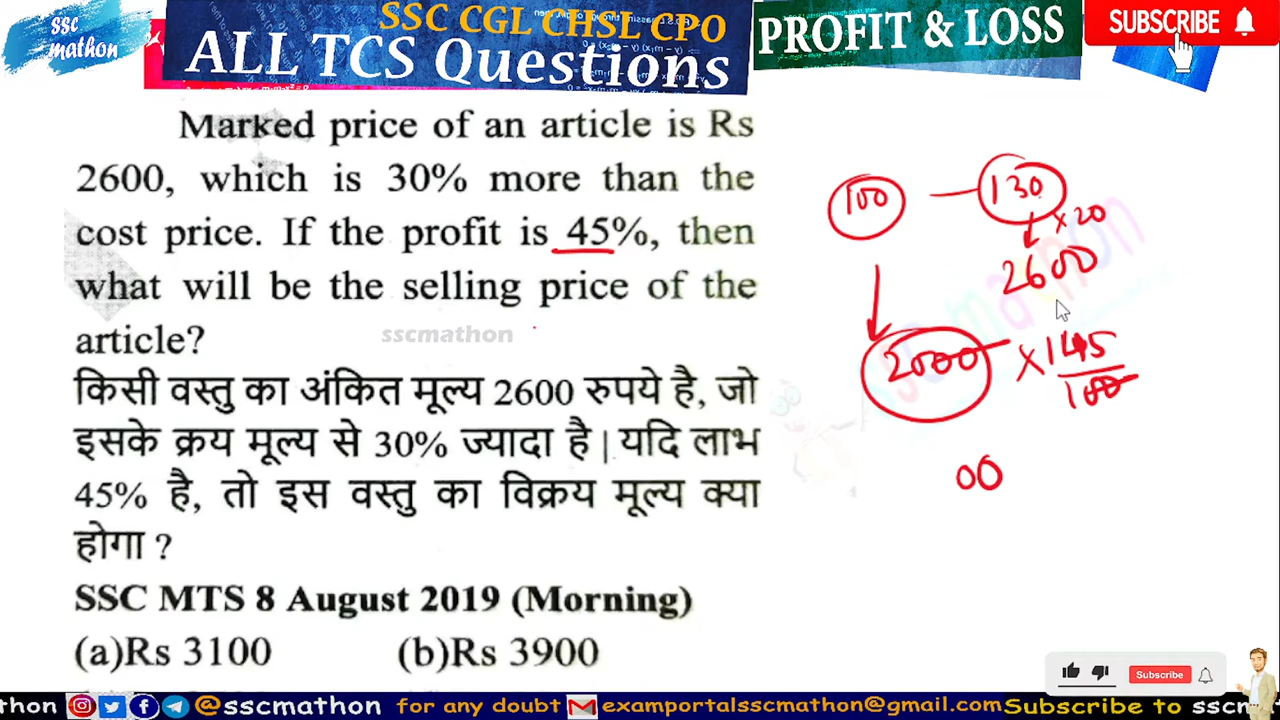 SSC CGL CHSL CPO
SSC mathon
ALL TCS Questions
PROFIT & LOSS
SUBSCRIBE
Marked price of an article is Rs
2600, which is 30% more than the
cost price. If the profit is 45%, then
what will be the selling price of the
article?
sscmathon
किसी वस्तु का अंकित मूल्य 2600 रुपये है, जो
इसके क्रय मूल्य से 30% ज्यादा है | यदि लाभ
45% है, तो इस वस्तु का विक्रय मूल्य क्या
होगा ?
SSC MTS 8 August 2019 (Morning)
(a)Rs 3100 (b)Rs 3900
100 — 130
×20
2600
2000 × 145
100
00
Subscribe
thon @sscmathon for any doubt examportalsscmathon@gmail.com Subscribe to sscm